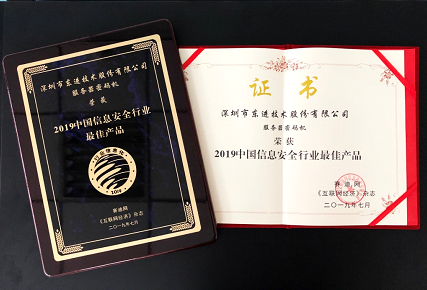 深圳市东进技术股份有限公司
服务器密码机
荣获
2019中国信息安全行业
最佳产品
2019
赛迪网
《互联网经济》杂志
二〇一九年七月
证书
深圳市东进技术股份有限公司
服务器密码机
荣获
2019中国信息安全行业最佳产品
赛迪网
《互联网经济》杂志
二〇一九年七月